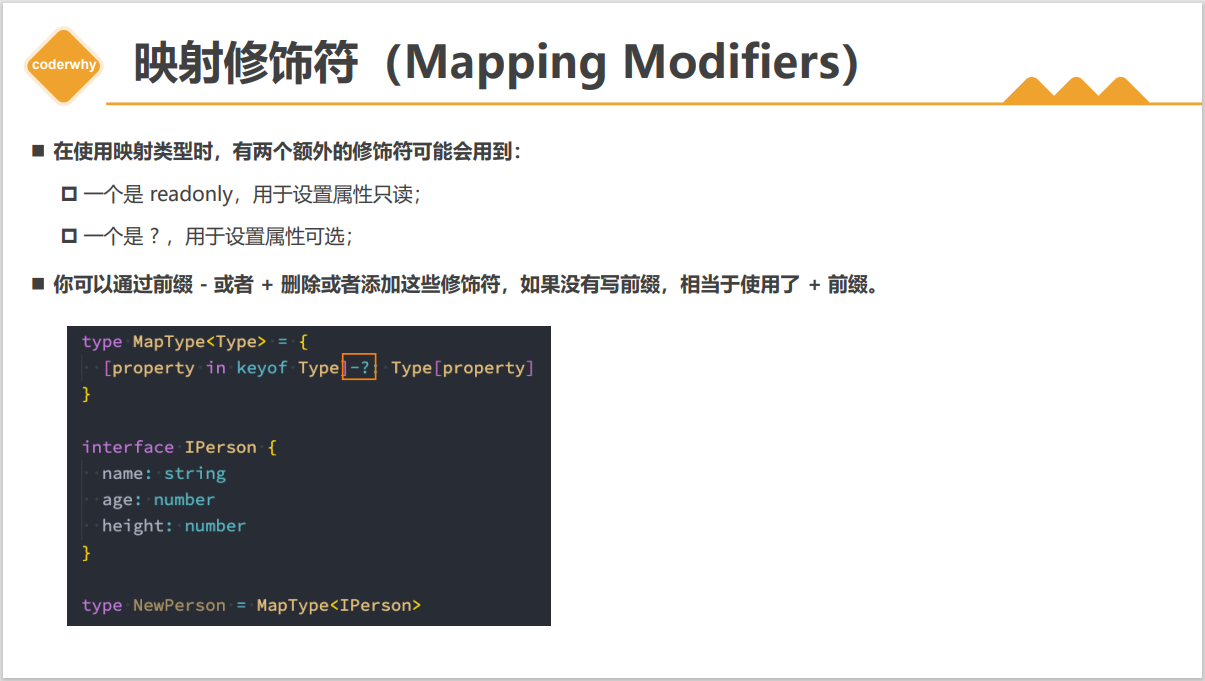 coderwhy
映射修饰符（Mapping Modifiers）
在使用映射类型时，有两个额外的修饰符可能会用到：
一个是 readonly，用于设置属性只读；
一个是 ? ，用于设置属性可选；
你可以通过前缀 - 或者 + 删除或者添加这些修饰符，如果没有写前缀，相当于使用了 + 前缀。
type MapType<Type> = {
  [property in keyof Type]-?: Type[property]
}
interface IPerson {
  name: string
  age: number
  height: number
}
type NewPerson = MapType<IPerson>